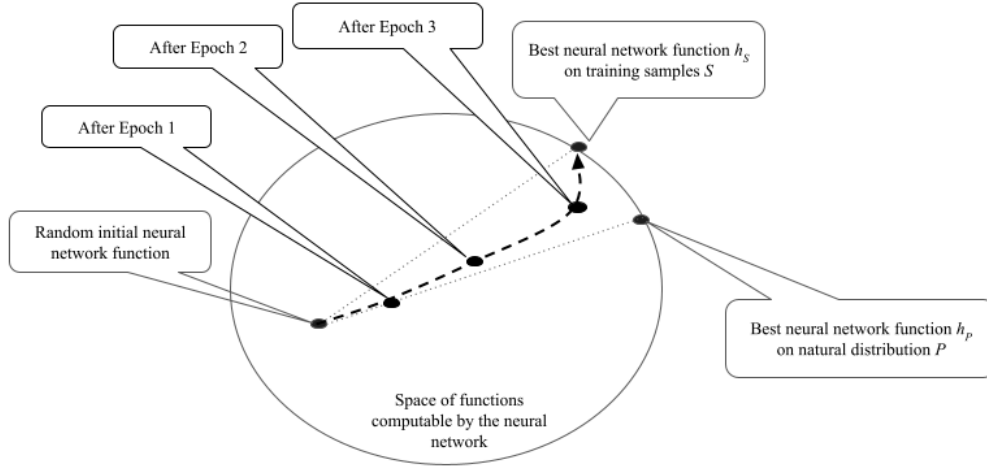 After Epoch 3
After Epoch 2
Best neural network function h_S
on training samples S
After Epoch 1
Random initial neural
network function
Best neural network function h_P
on natural distribution P
Space of functions
computable by the neural
network